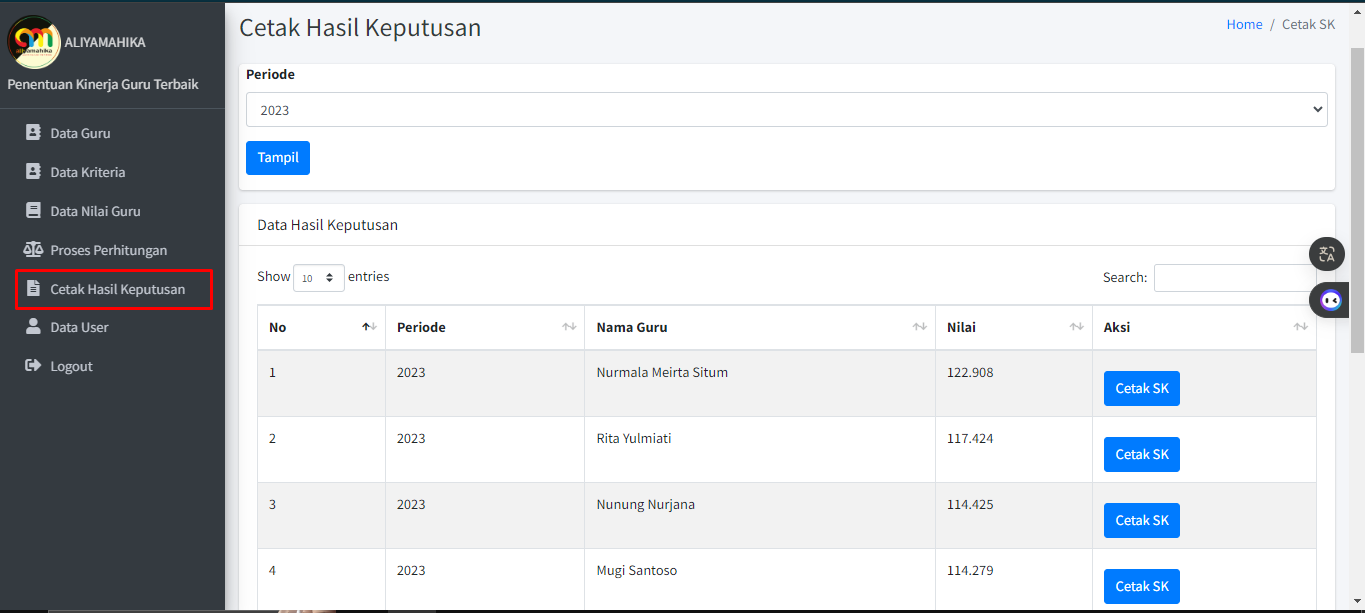 ALIYAMAHIKA
Penentuan Kinerja Guru Terbaik
Data Guru
Data Kriteria
Data Nilai Guru
Proses Perhitungan
Cetak Hasil Keputusan
Data User
Logout
Cetak Hasil Keputusan
Home / Cetak SK
Periode
2023
Tampil
Data Hasil Keputusan
Show 10 entries
Search:
No Periode Nama Guru Nilai Aksi
1 2023 Nurmala Meirta Situm 122.908 Cetak SK
2 2023 Rita Yulmiati 117.424 Cetak SK
3 2023 Nunung Nurjana 114.425 Cetak SK
4 2023 Mugi Santoso 114.279 Cetak SK